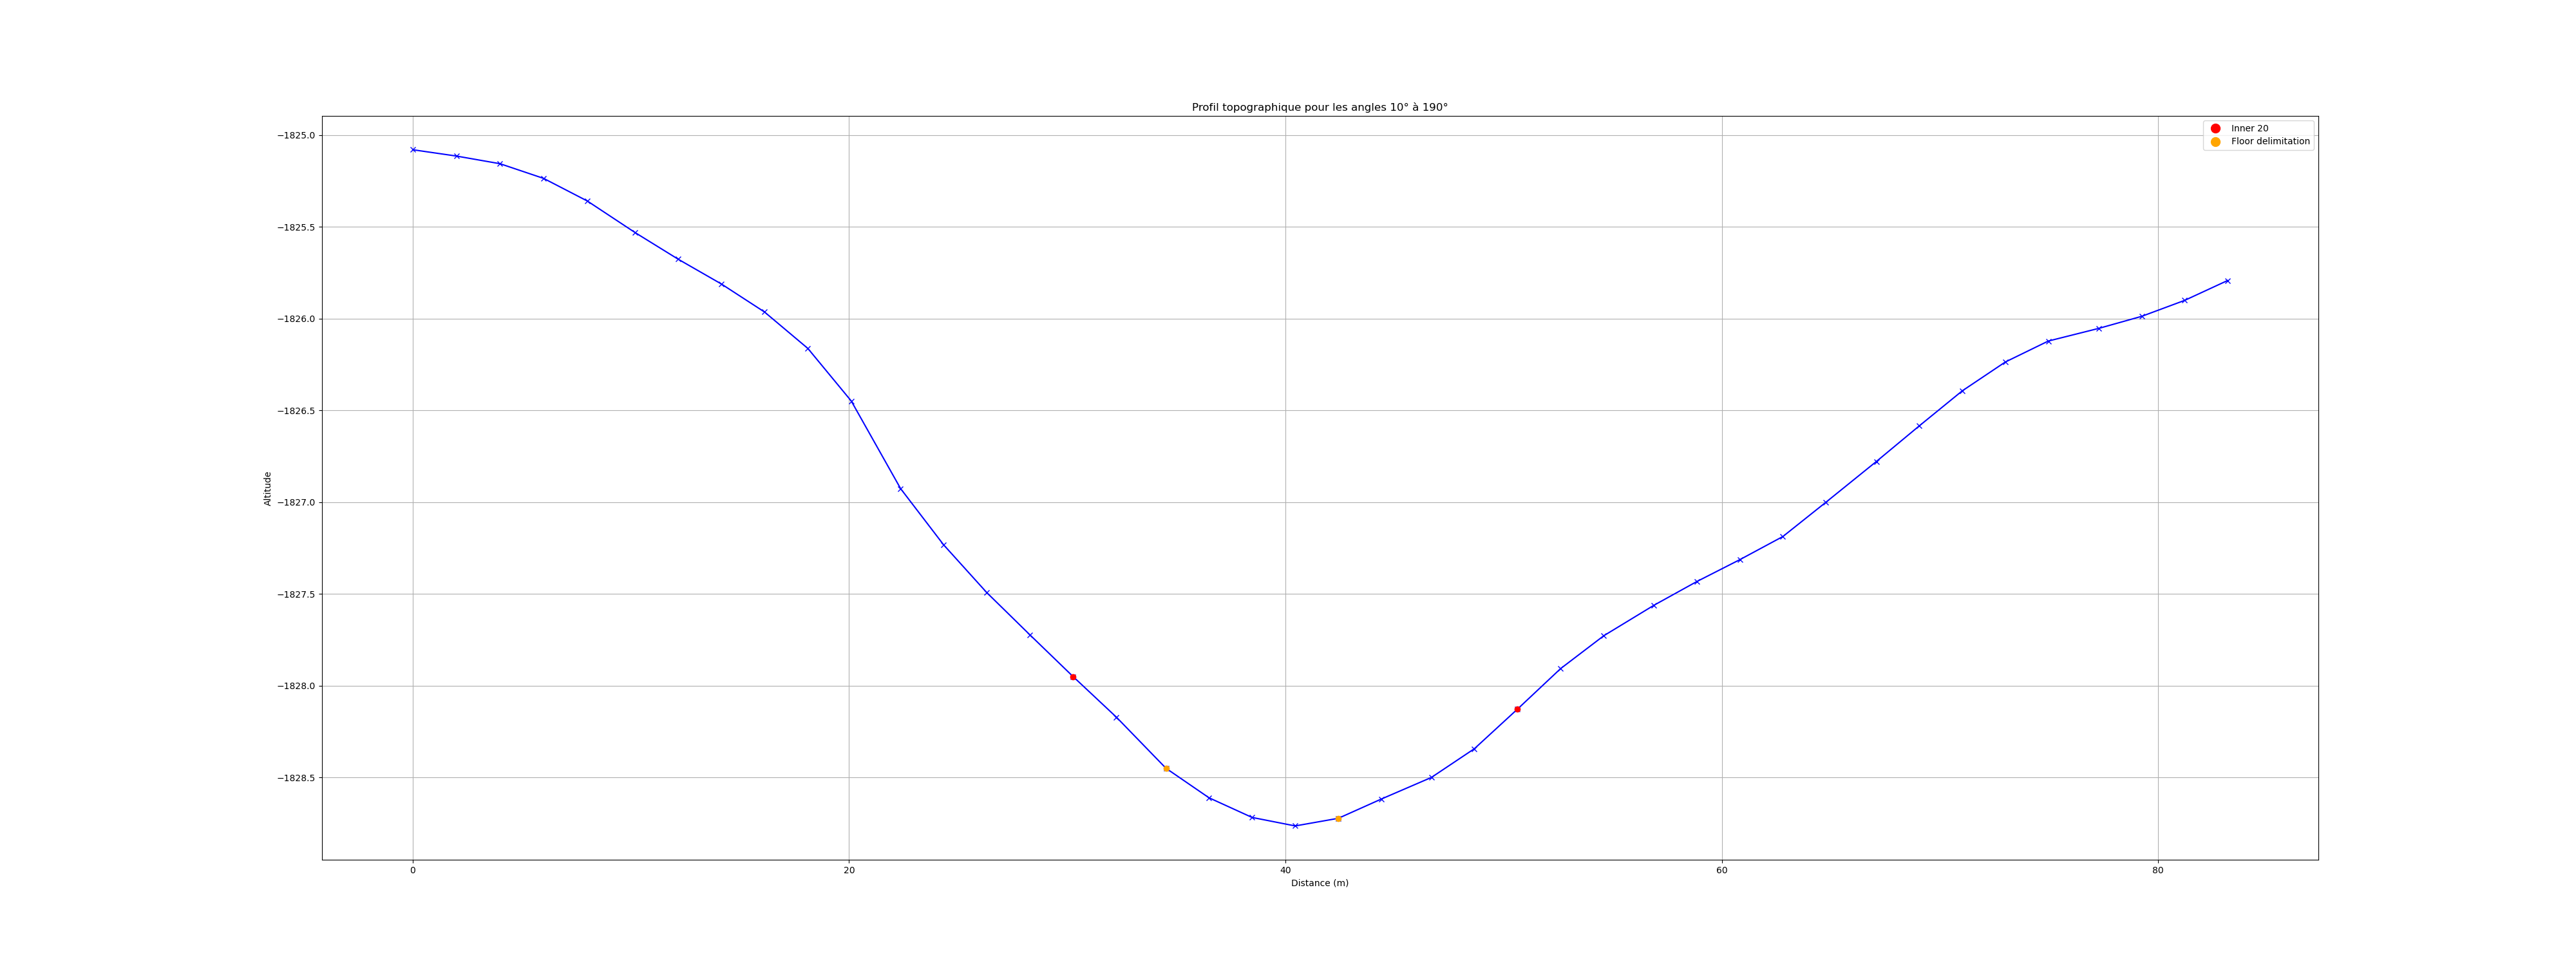 Profil topographique pour les angles 10° à 190°
Inner 20
Floor delimitation
−1825.0
−1825.5
−1826.0
−1826.5
−1827.0
−1827.5
−1828.0
−1828.5
Altitude
0 20 40 60 80
Distance (m)